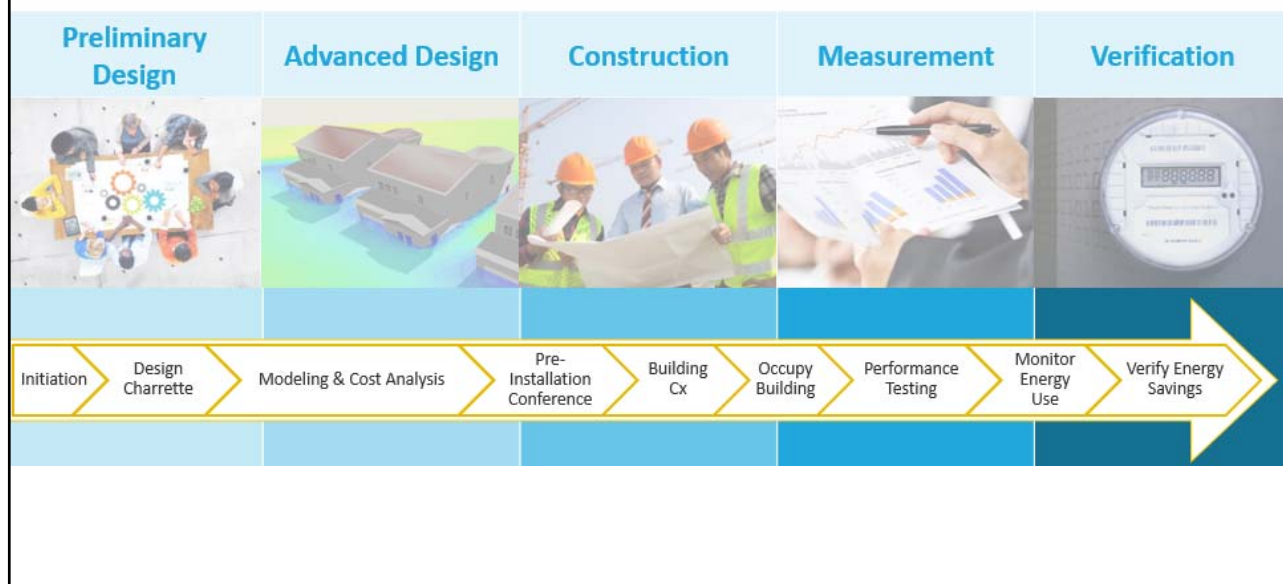 Preliminary
Design
Advanced Design
Construction
Measurement
Verification
Initiation
Design
Charrette
Modeling & Cost Analysis
Pre-
Installation
Conference
Building
Cx
Occupy
Building
Performance
Testing
Monitor
Energy
Use
Verify Energy
Savings